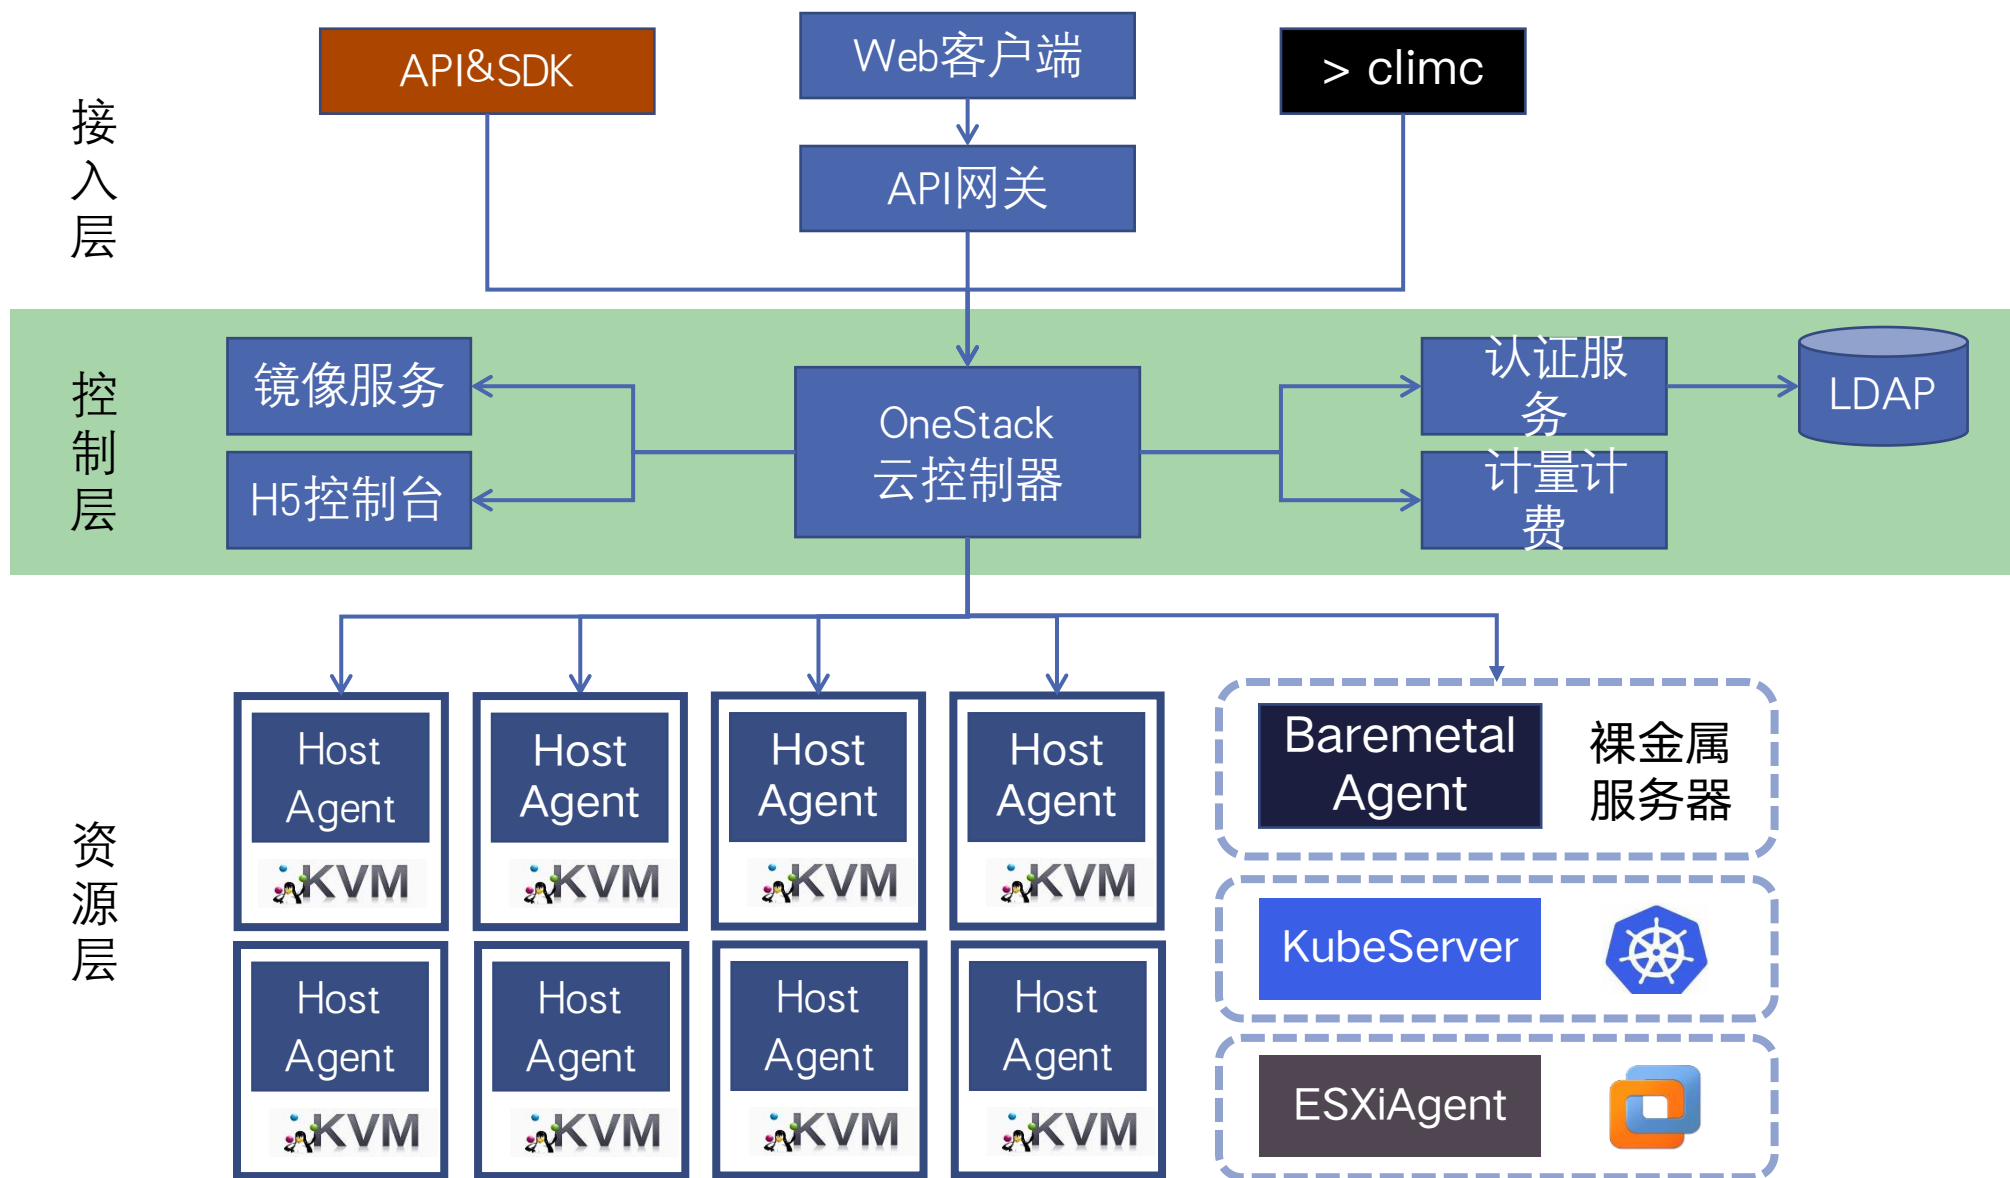 API&SDK
Web客户端
> climc
API网关
接
入
层
控
制
层
镜像服务
H5控制台
OneStack
云控制器
认证服
务
计量计
费
LDAP
资
源
层
Host
Agent
KVM
Host
Agent
KVM
Host
Agent
KVM
Host
Agent
KVM
Baremetal
Agent
裸金属
服务器
KubeServer
Host
Agent
KVM
Host
Agent
KVM
Host
Agent
KVM
Host
Agent
KVM
ESXiAgent